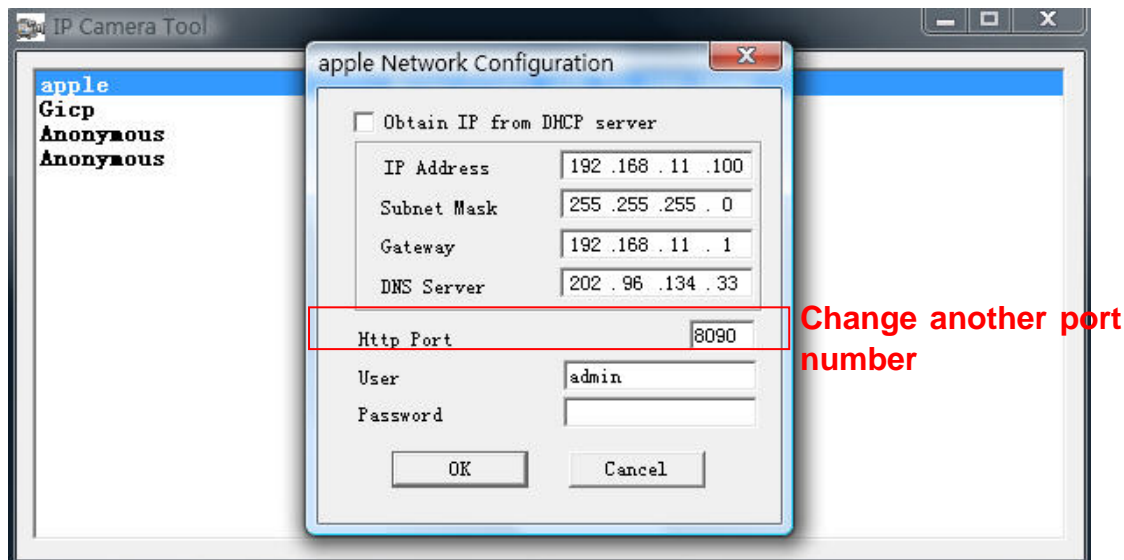 IP Camera Tool
X
apple Network Configuration
X
apple
Gicp
Anonymous
Anonymous
Obtain IP from DHCP server
IP Address 192 .168 . 11 .100
Subnet Mask 255 .255 .255 . 0
Gateway 192 .168 . 11 . 1
DNS Server 202 . 96 .134 . 33
Http Port 8090
Change another port
number
User admin
Password
OK Cancel